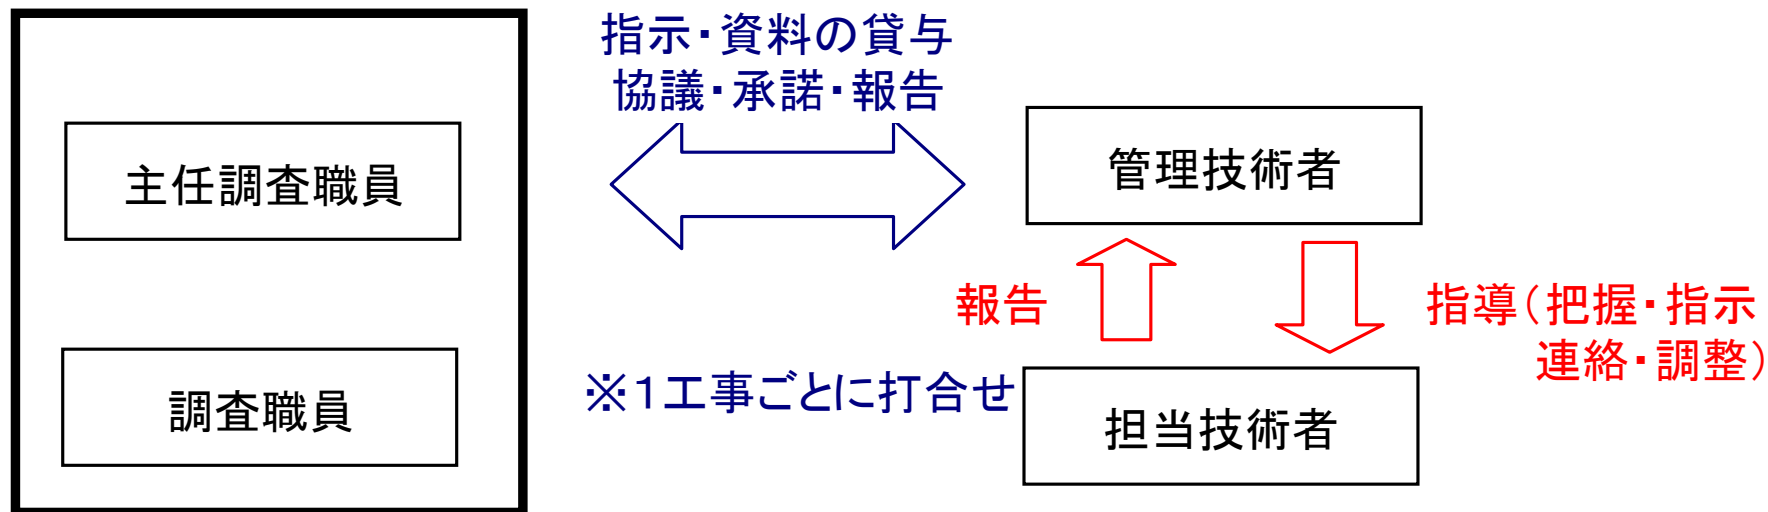 指示・資料の貸与
協議・承諾・報告
主任調査職員
管理技術者
報告
指導（把握・指示
連絡・調整）
調査職員
※１工事ごとに打合せ
担当技術者